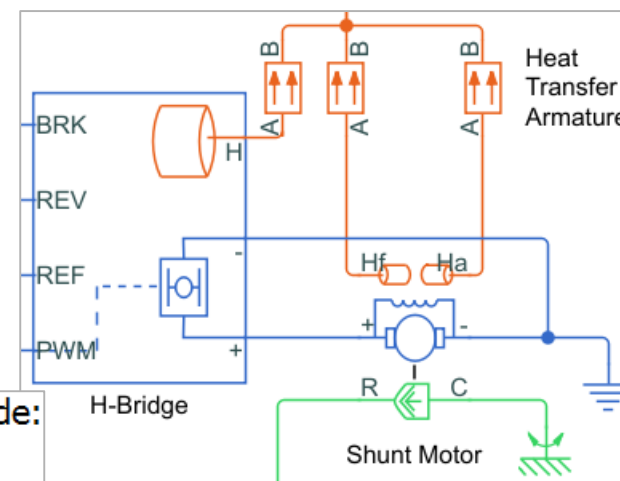 B
B
B
Heat
Transfer
Armature
A
A
A
BRK
H
REV
-
Hf
Ha
REF
+
-
PWM
+
de:
H-Bridge
R
C
Shunt Motor